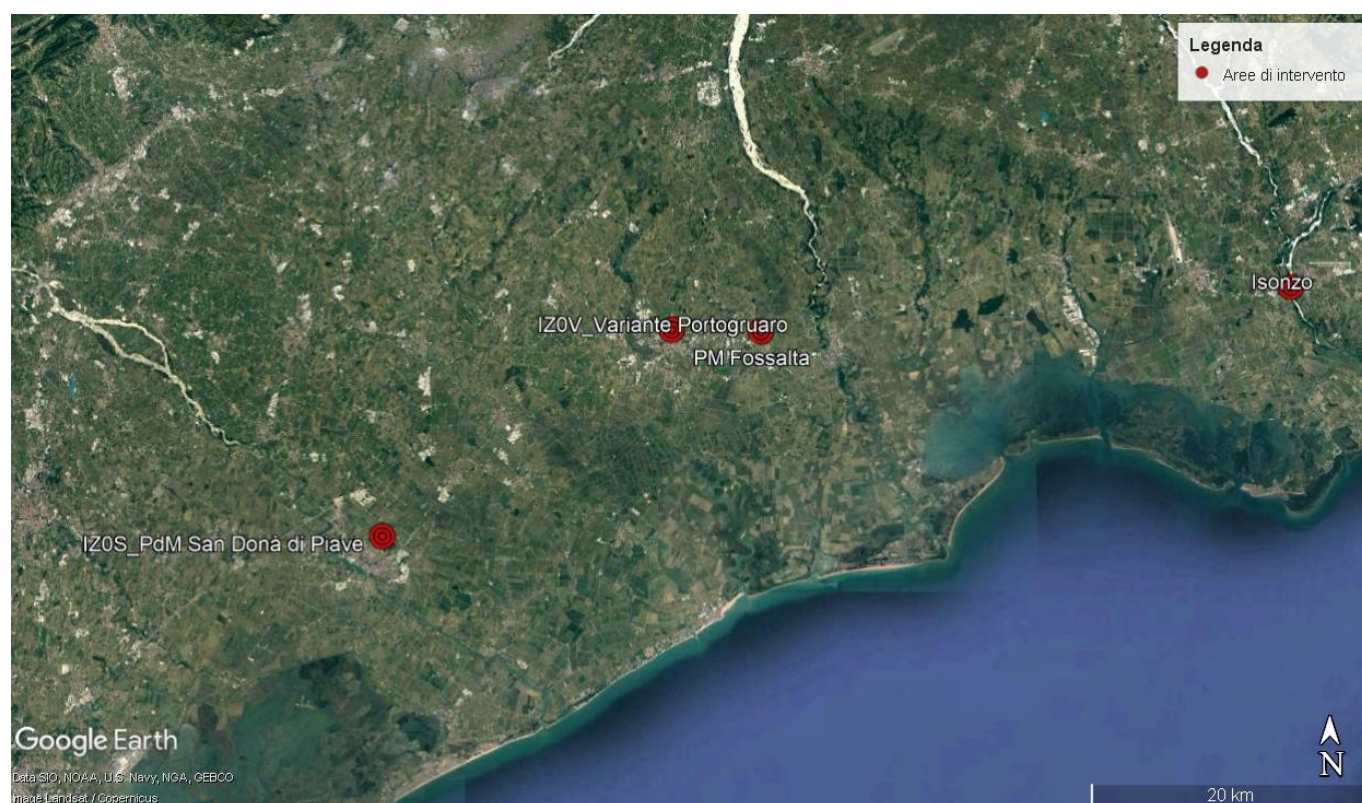 Legenda
Aree di intervento
Isonzo
IZ0V_Variante Portogruaro
PM Fossalta
IZ0S_PdM San Donà di Piave
Google Earth
Data SIO, NOAA, U.S. Navy, NGA, GEBCO
Image Landsat / Copernicus
N
20 km